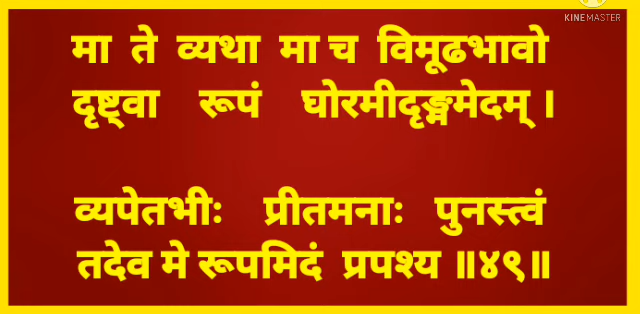 KINEMASTER
मा ते व्यथा मा च विमूढभावो
दृष्ट्वा रूपं घोरमीदृङ्ममेदम् ।
व्यपेतभीः प्रीतमनाः पुनस्त्वं
तदेव मे रूपमिदं प्रपश्य ॥४९॥